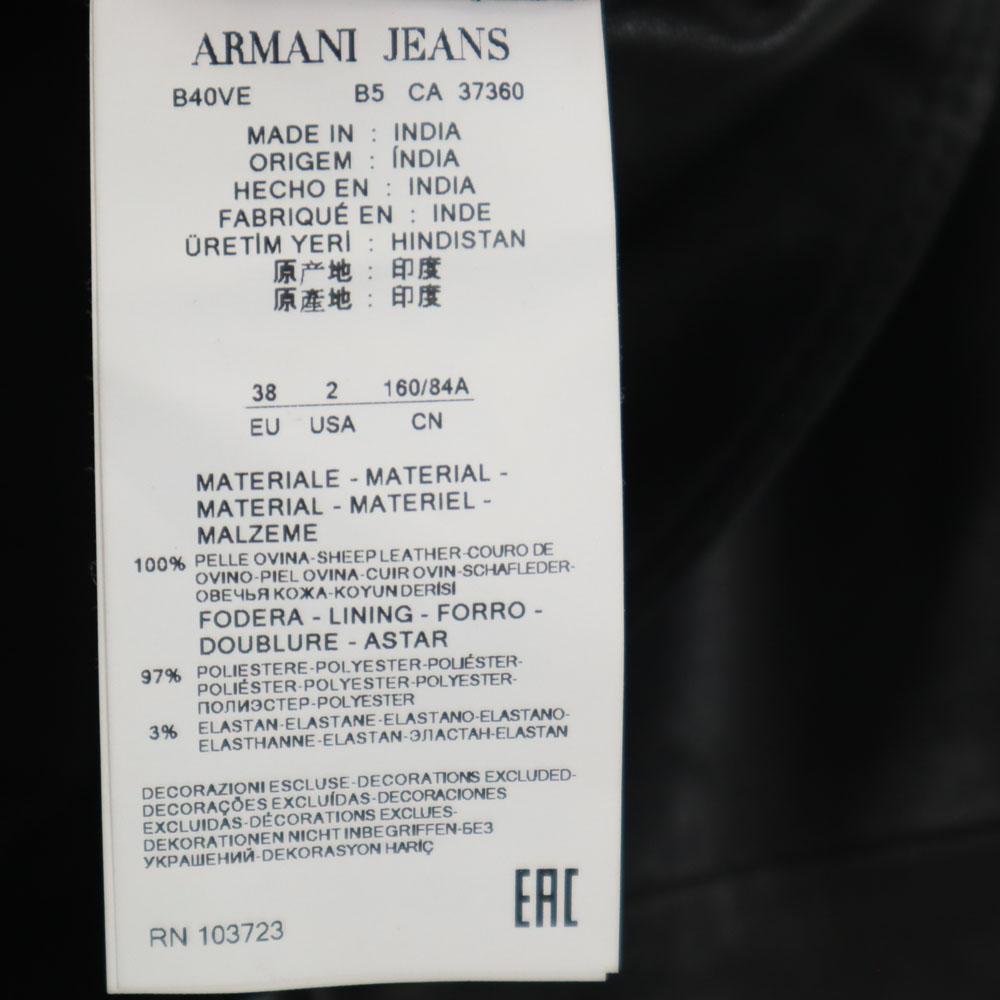 ARMANI JEANS
B40VE B5 CA 37360
MADE IN : INDIA
ORIGEM : ÍNDIA
HECHO EN : INDIA
FABRIQUÉ EN : INDE
ÜRETİM YERİ : HINDISTAN
原产地 : 印度
原產地 : 印度
38 2 160/84A
EU USA CN
MATERIALE - MATERIAL -
MATERIAL - MATERIEL -
MALZEME
100% PELLE OVINA-SHEEP LEATHER-COURO DE
OVINO-PIEL OVINA-CUIR OVIN-SCHAFLEDER-
ОВЕЧЬЯ КОЖА-KOYUN DERİSİ
FODERA - LINING - FORRO -
DOUBLURE - ASTAR
97% POLIESTERE-POLYESTER-POLIÉSTER-
POLIÉSTER-POLYESTER-POLYESTER-
ПОЛИЭСТЕР-POLYESTER
3% ELASTAN-ELASTANE-ELASTANO-ELASTANO-
ELASTHANNE-ELASTAN-ЭЛАСТАН-ELASTAN
DECORAZIONI ESCLUSE-DECORATIONS EXCLUDED-
DECORAÇÕES EXCLUÍDAS-DECORACIONES
EXCLUIDAS-DÉCORATIONS EXCLUES-
DEKORATIONEN NICHT INBEGRIFFEN-БЕЗ
УКРАШЕНИЙ-DEKORASYON HARİÇ
EAC
RN 103723